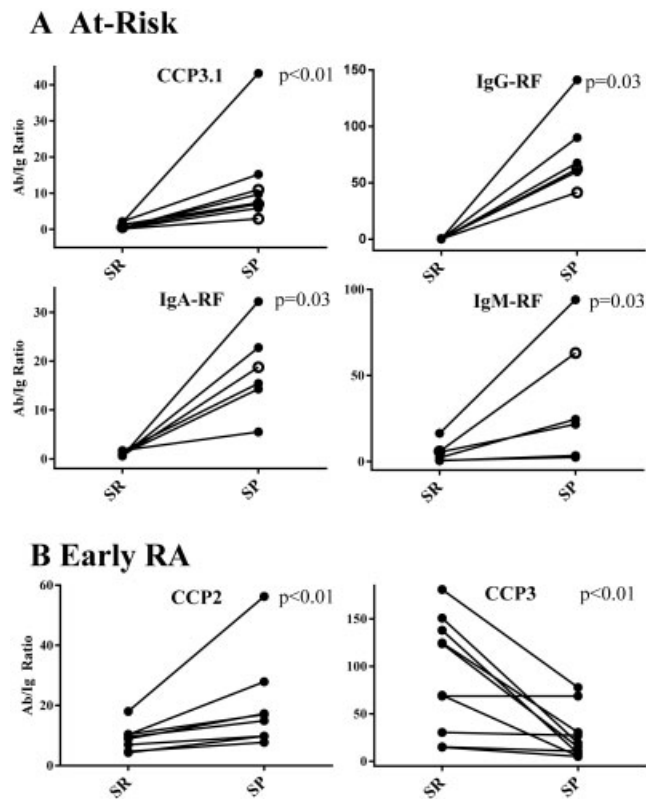 A At-Risk
CCP3.1 p<0.01
Ab/Ig Ratio
40
30
20
10
0
SR SP
IgG-RF p=0.03
150
100
50
0
SR SP
IgA-RF p=0.03
Ab/Ig Ratio
30
20
10
0
SR SP
IgM-RF p=0.03
100
50
0
SR SP
B Early RA
CCP2 p<0.01
Ab/Ig Ratio
60
40
20
0
SR SP
CCP3 p<0.01
150
100
50
0
SR SP